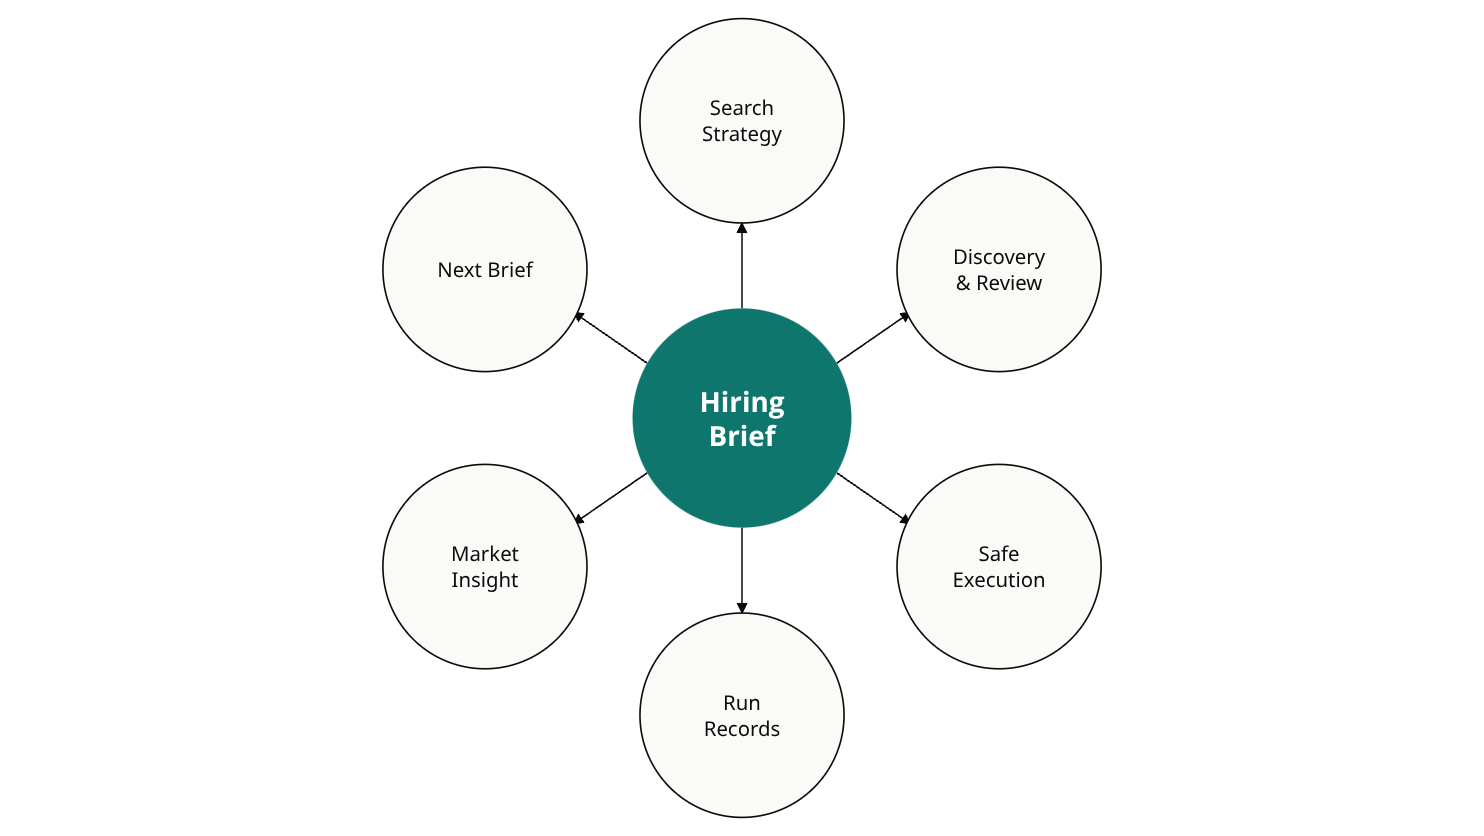 Search
Strategy
Next Brief
Discovery
& Review
Hiring
Brief
Market
Insight
Safe
Execution
Run
Records